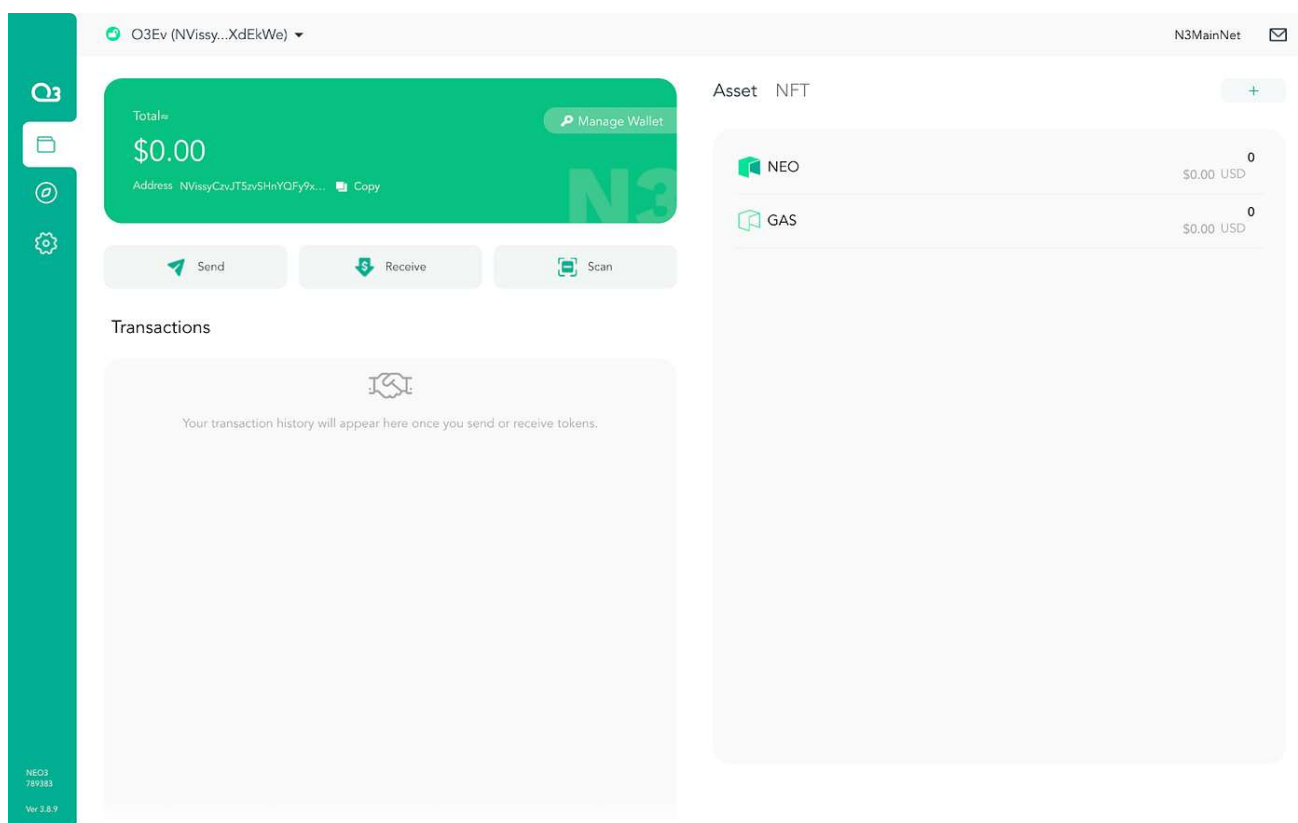 O3Ev (NVissy...XdEkWe)
N3MainNet
O3
Total≈
Manage Wallet
$0.00
Address NVissyCzvJT5zvSHnYQFy9x... Copy
N3
Send
Receive
Scan
Transactions
Your transaction history will appear here once you send or receive tokens.
Asset NFT
+
NEO
0
$0.00 USD
GAS
0
$0.00 USD
NEO3
789383
Ver 3.8.9